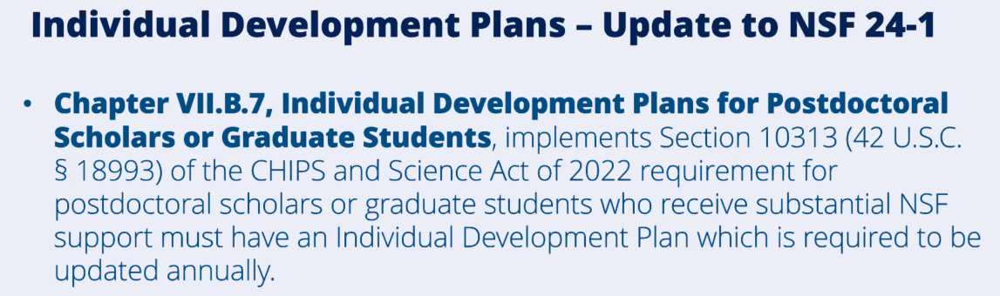 Individual Development Plans – Update to NSF 24-1
• Chapter VII.B.7, Individual Development Plans for Postdoctoral
Scholars or Graduate Students, implements Section 10313 (42 U.S.C.
§ 18993) of the CHIPS and Science Act of 2022 requirement for
postdoctoral scholars or graduate students who receive substantial NSF
support must have an Individual Development Plan which is required to be
updated annually.